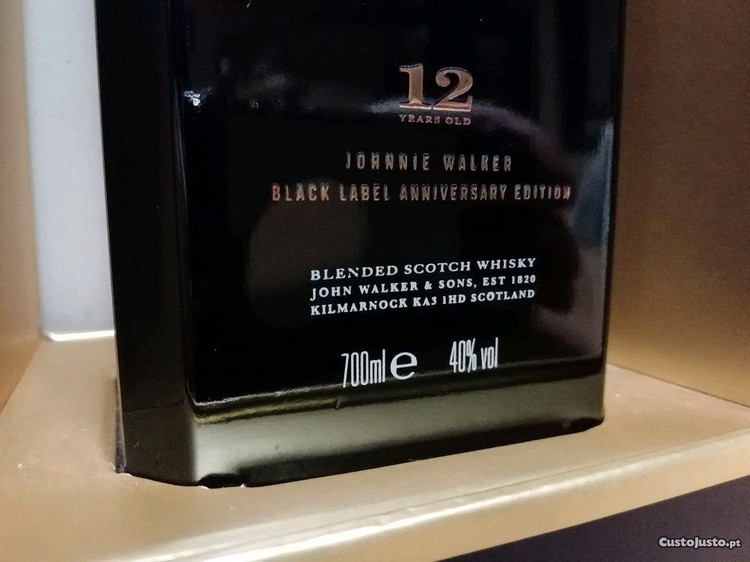 12
YEARS OLD
JOHNNIE WALKER
BLACK LABEL ANNIVERSARY EDITION
BLENDED SCOTCH WHISKY
JOHN WALKER & SONS, EST 1820
KILMARNOCK KA3 1HD SCOTLAND
700ml e 40% vol
CustoJusto.pt